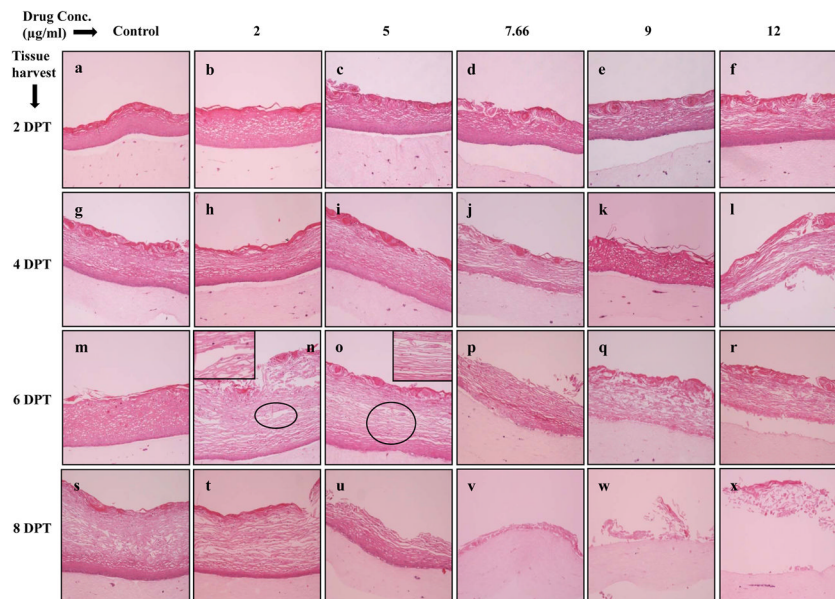 Drug Conc.
(µg/ml) Control 2 5 7.66 9 12
Tissue
harvest
2 DPT
a b c d e f
4 DPT
g h i j k l
6 DPT
m n o p q r
8 DPT
s t u v w x